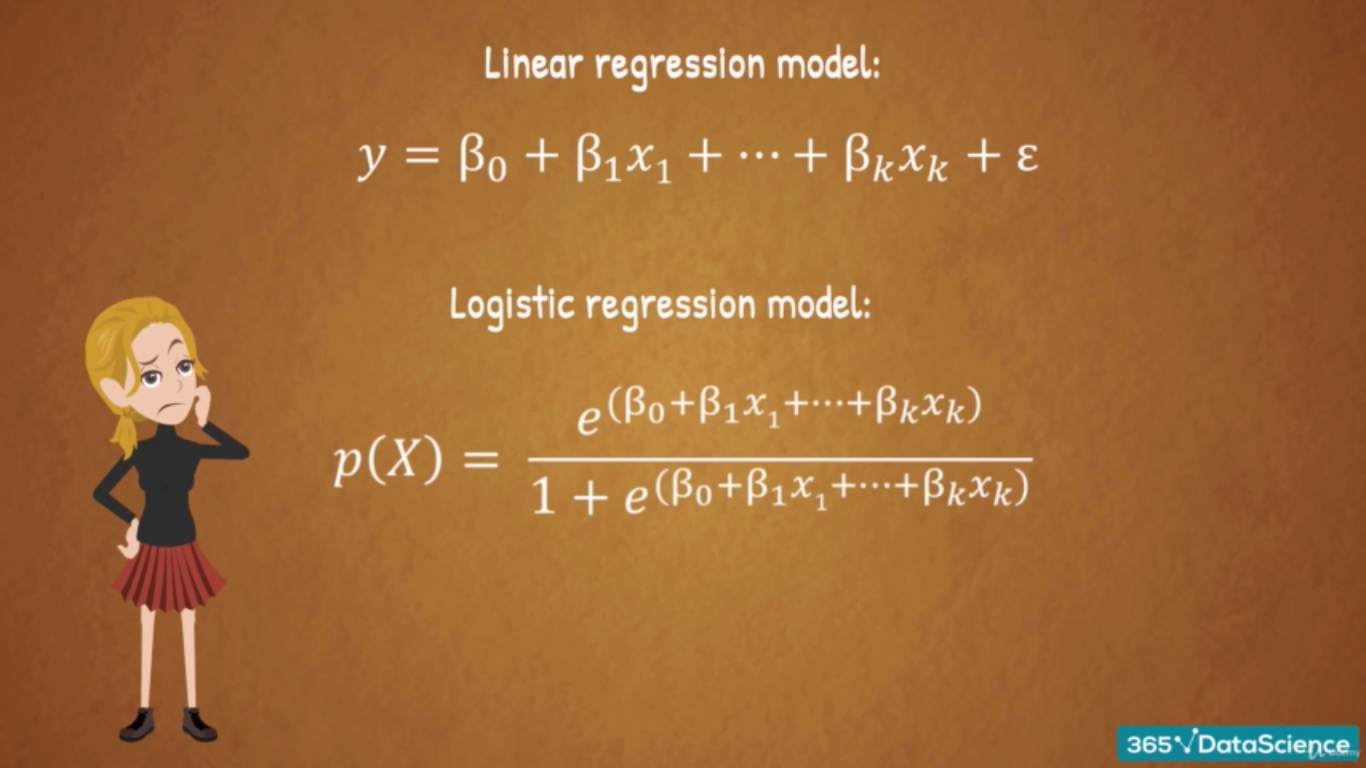 Linear regression model:
y = β₀ + β₁x₁ + ⋯ + βₖxₖ + ε
Logistic regression model:
p(X) = e^(β₀+β₁x₁+⋯+βₖxₖ) / 1 + e^(β₀+β₁x₁+⋯+βₖxₖ)
365 DataScience